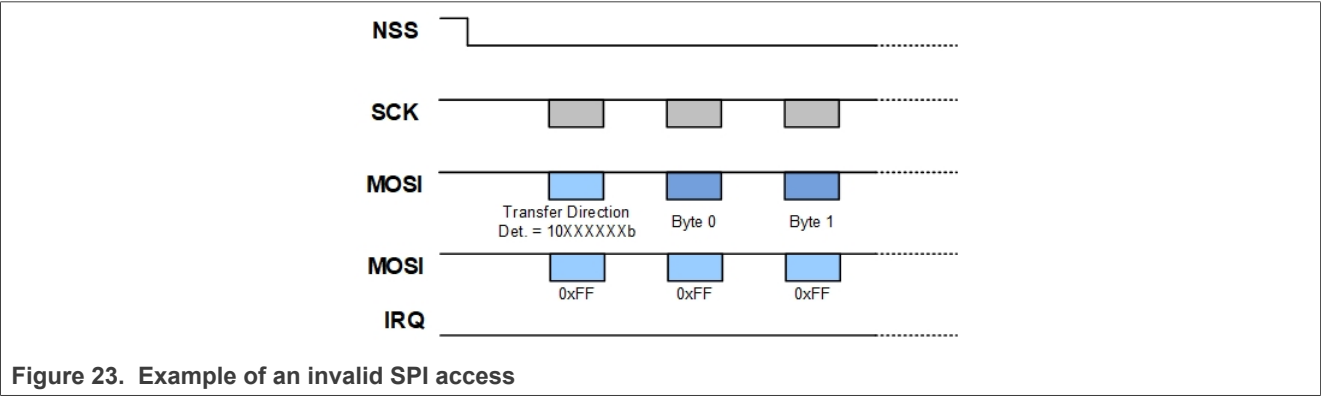 NSS
SCK
MOSI
Transfer Direction
Det. = 10XXXXXXb
Byte 0
Byte 1
MOSI
0xFF
0xFF
0xFF
IRQ
Figure 23. Example of an invalid SPI access